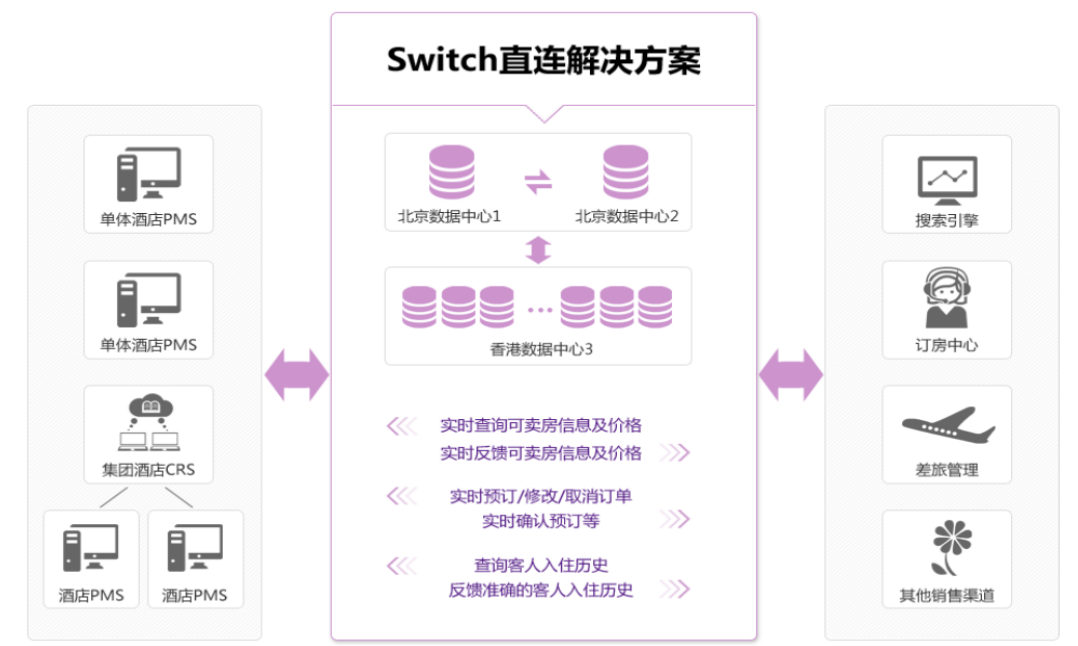 Switch直连解决方案
单体酒店PMS
单体酒店PMS
集团酒店CRS
酒店PMS
酒店PMS
北京数据中心1
北京数据中心2
香港数据中心3
实时查询可卖房信息及价格
实时反馈可卖房信息及价格
实时预订/修改/取消订单
实时确认预订等
查询客人入住历史
反馈准确的客人入住历史
搜索引擎
订房中心
差旅管理
其他销售渠道